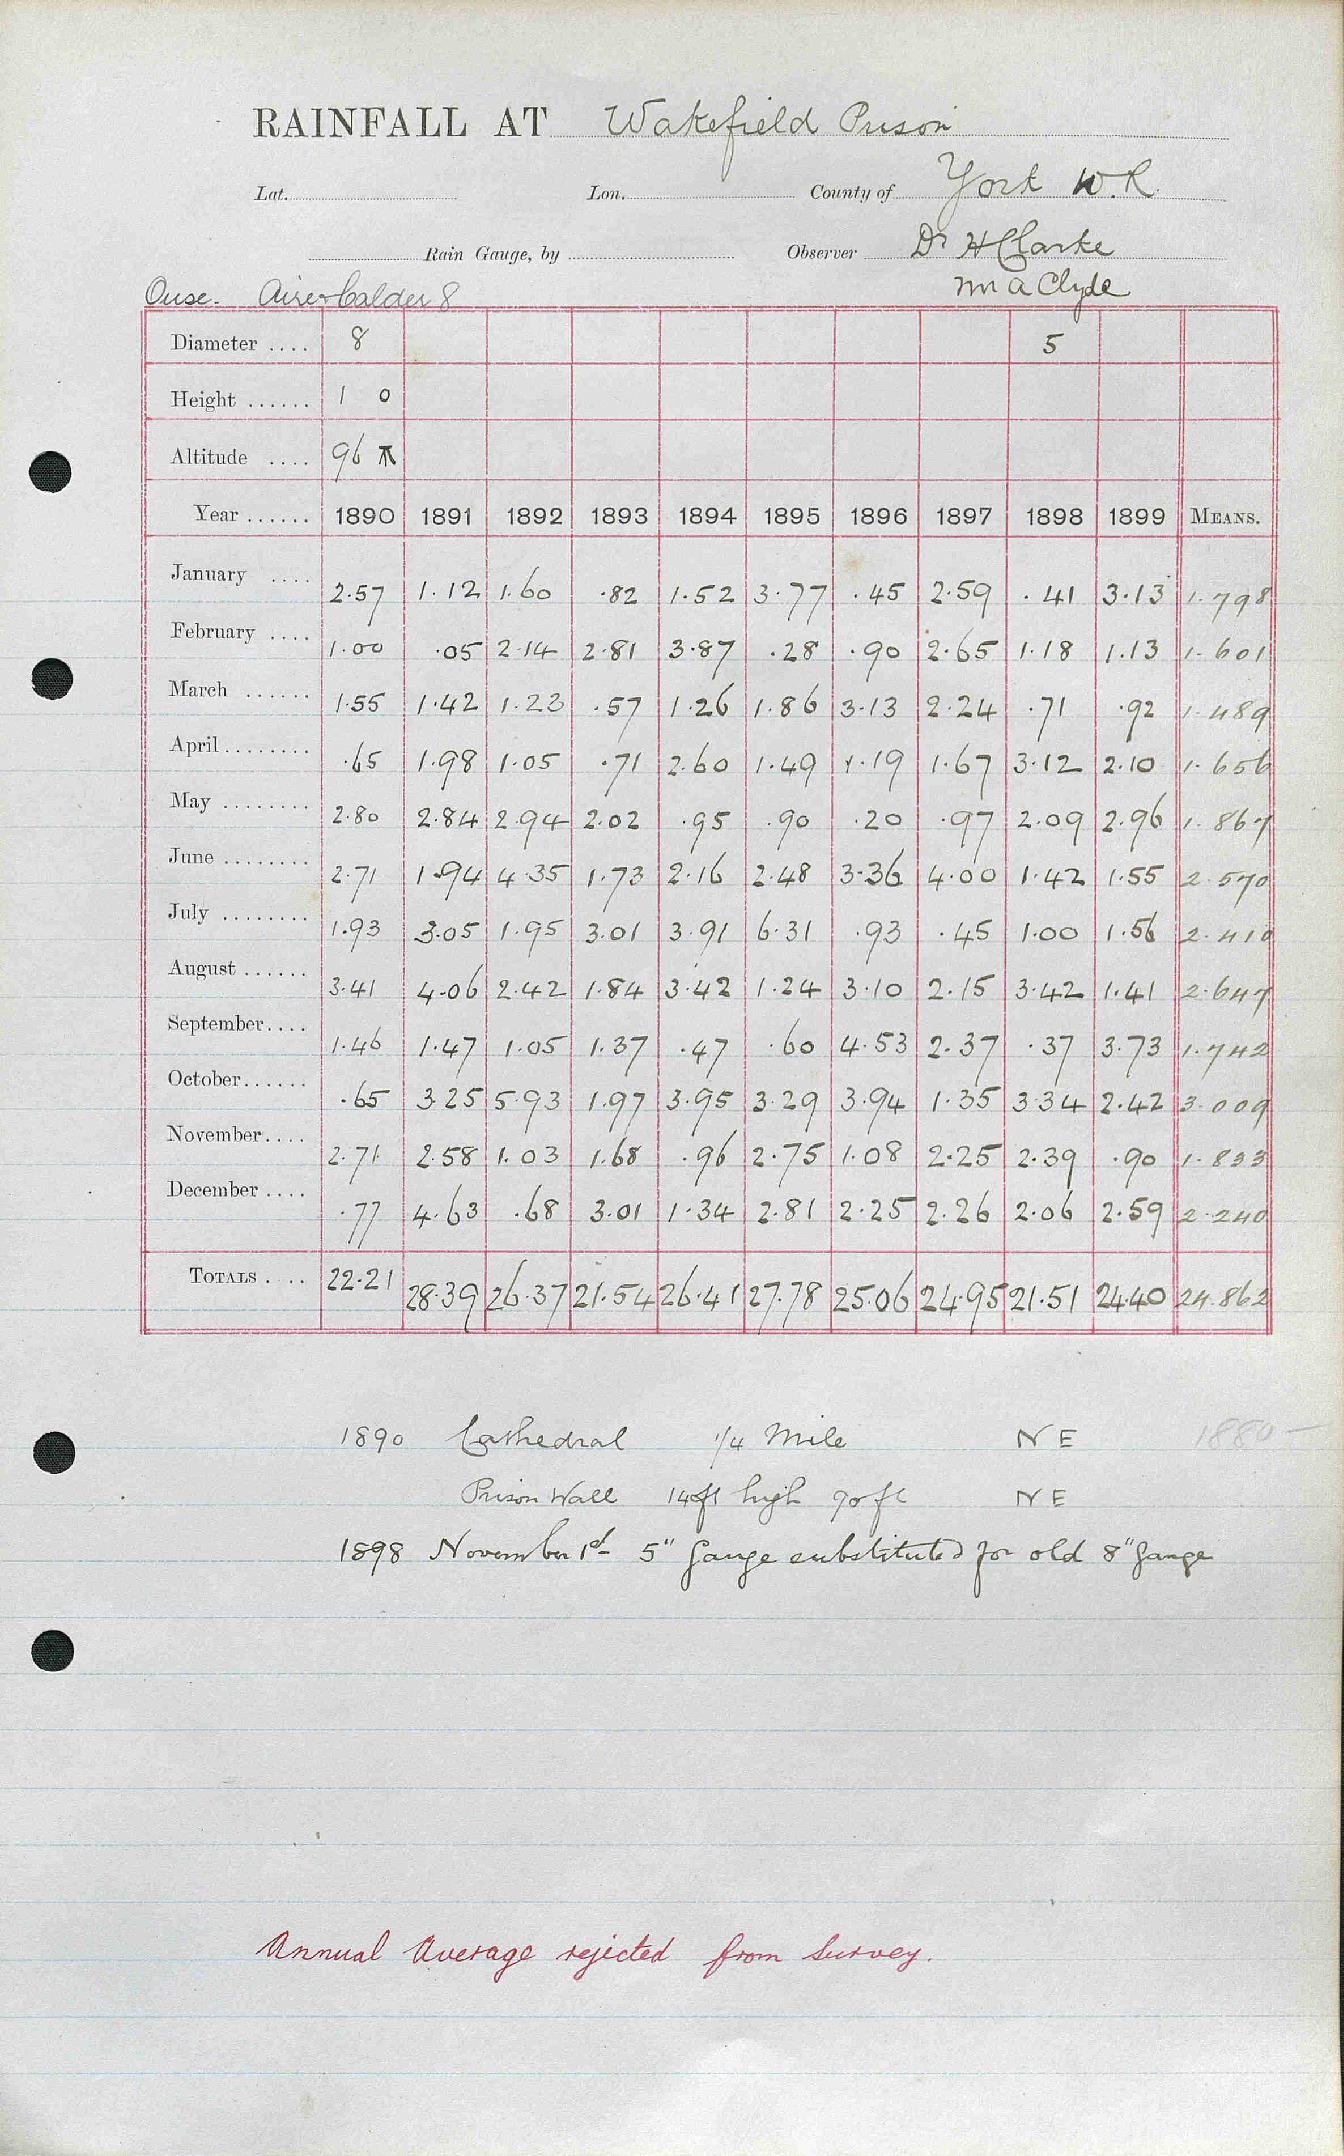 RAINFALL AT Wakefield Prison
Lat. Lon. County of York W.R.
Rain Gauge, by Observer Dr H Clarke
Ouse. Aire & Calder 8 Mr A Clyde
Diameter .... 8 5
Height ...... 1 0
Altitude .... 96
Year ...... 1890 1891 1892 1893 1894 1895 1896 1897 1898 1899 MEANS.
January .... 2.57 1.12 1.60 .82 1.52 3.77 .45 2.59 .41 3.13 1.798
February .... 1.00 .05 2.14 2.81 3.87 .28 .90 2.65 1.18 1.13 1.601
March ...... 1.55 1.42 1.23 .57 1.26 1.86 3.13 2.24 .71 .92 1.489
April ........ .65 1.98 1.05 .71 2.60 1.49 1.19 1.67 3.12 2.10 1.656
May ........ 2.80 2.84 2.94 2.02 .95 .90 .20 .97 2.09 2.96 1.867
June ........ 2.71 1.94 4.35 1.73 2.16 2.48 3.36 4.00 1.42 1.55 2.570
July ........ 1.93 3.05 1.95 3.01 3.91 6.31 .93 .45 1.00 1.56 2.410
August ...... 3.41 4.06 2.42 1.84 3.42 1.24 3.10 2.15 3.42 1.41 2.647
September.... 1.46 1.47 1.05 1.37 .47 .60 4.53 2.37 .37 3.73 1.742
October...... .65 3.25 5.93 1.97 3.95 3.29 3.94 1.35 3.34 2.42 3.009
November.... 2.71 2.58 1.03 1.68 .96 2.75 1.08 2.25 2.39 .90 1.833
December .... .77 4.63 .68 3.01 1.34 2.81 2.25 2.26 2.06 2.59 2.240
TOTALS .... 22.21 28.39 26.37 21.54 26.41 27.78 25.06 24.95 21.51 24.40 24.862
1890 Cathedral 1/4 Mile N E 1880–
Prison Wall 14ft high 90ft N E
1898 November 1st 5" Gauge substituted for old 8" gauge
Annual Average rejected from Survey.